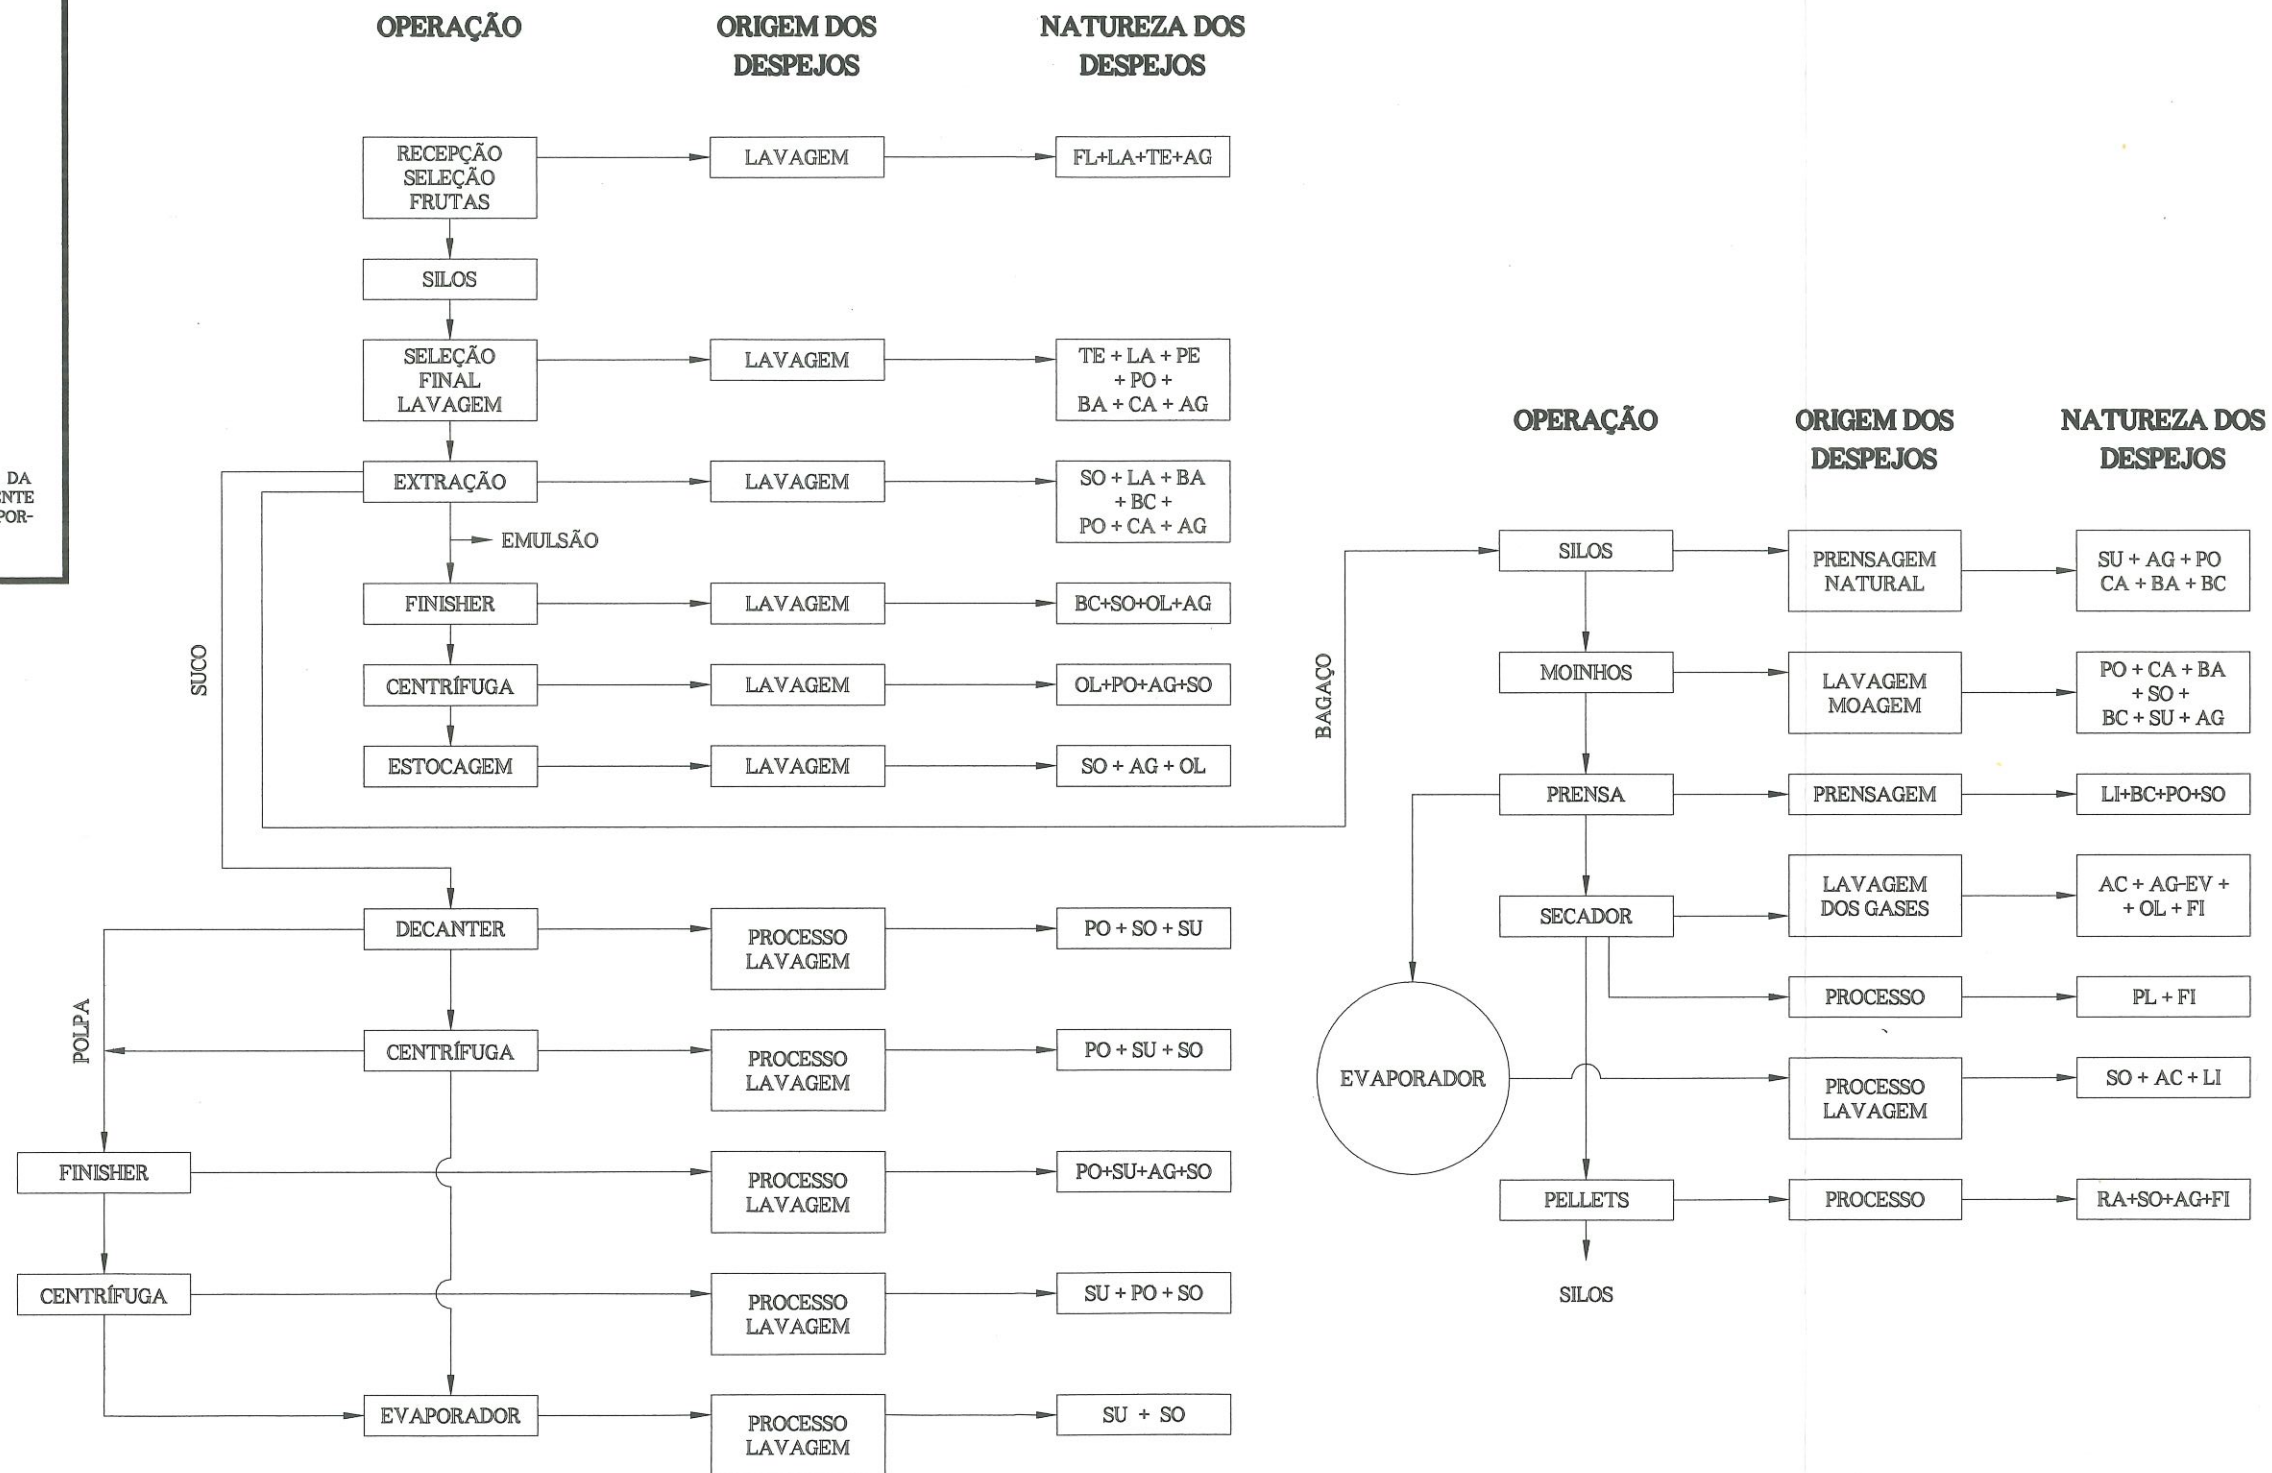 OPERAÇÃO
ORIGEM DOS
DESPEJOS
NATUREZA DOS
DESPEJOS
RECEPÇÃO
SELEÇÃO
FRUTAS
LAVAGEM
FL+LA+TE+AG
SILOS
SELEÇÃO
FINAL
LAVAGEM
LAVAGEM
TE + LA + PE
+ PO +
BA + CA + AG
DA
EXTRAÇÃO
LAVAGEM
SO + LA + BA
+ BC +
PO + CA + AG
EMULSÃO
FINISHER
LAVAGEM
BC+SO+OL+AG
SUCO
CENTRÍFUGA
LAVAGEM
OL+PO+AG+SO
ESTOCAGEM
LAVAGEM
SO + AG + OL
DECANTER
PROCESSO
LAVAGEM
PO + SO + SU
POLPA
CENTRÍFUGA
PROCESSO
LAVAGEM
PO + SU + SO
FINISHER
PROCESSO
LAVAGEM
PO+SU+AG+SO
CENTRÍFUGA
PROCESSO
LAVAGEM
SU + PO + SO
EVAPORADOR
PROCESSO
LAVAGEM
SU + SO
OPERAÇÃO
ORIGEM DOS
DESPEJOS
NATUREZA DOS
DESPEJOS
BAGAÇO
SILOS
PRENSAGEM
NATURAL
SU + AG + PO
CA + BA + BC
MOINHOS
LAVAGEM
MOAGEM
PO + CA + BA
+ SO +
BC + SU + AG
PRENSA
PRENSAGEM
LI+BC+PO+SO
SECADOR
LAVAGEM
DOS GASES
AC + AG-EV +
+ OL + FI
PROCESSO
PL + FI
EVAPORADOR
PROCESSO
LAVAGEM
SO + AC + LI
PELLETS
PROCESSO
RA+SO+AG+FI
SILOS